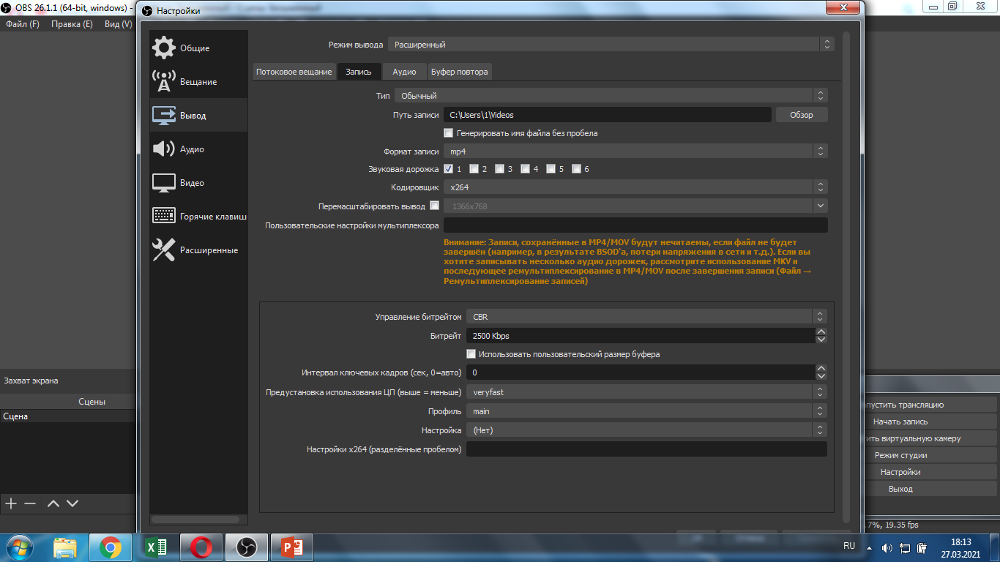 OBS 26.1.1 (64-bit, windows) -
Настройки
Файл (F) Правка (E) Вид (V)
Общие
Вещание
Вывод
Аудио
Видео
Горячие клавиш
Расширенные
Режим вывода Расширенный
Потоковое вещание Запись Аудио Буфер повтора
Тип Обычный
Путь записи C:\Users\1\Videos Обзор
Генерировать имя файла без пробела
Формат записи mp4
Звуковая дорожка 1 2 3 4 5 6
Кодировщик x264
Перемасштабировать вывод 1366x768
Пользовательские настройки мультиплексора
Внимание: Записи, сохранённые в MP4/MOV будут нечитаемы, если файл не будет
завершён (например, в результате BSOD'а, потери напряжения в сети и т.д.). Если вы
хотите записывать несколько аудио дорожек, рассмотрите использование MKV и
последующее ремультиплексирование в MP4/MOV после завершения записи (Файл →
Ремультиплексирование записей)
Управление битрейтом CBR
Битрейт 2500 Kbps
Использовать пользовательский размер буфера
Интервал ключевых кадров (сек, 0=авто) 0
Предустановка использования ЦП (выше = меньше) veryfast
Профиль main
Настройка (Нет)
Настройки x264 (разделённые пробелом)
Захват экрана
Сцены
Сцена
пустить трансляцию
Начать запись
ить виртуальную камеру
Режим студии
Настройки
Выход
.7%, 19.35 fps
RU
18:13
27.03.2021